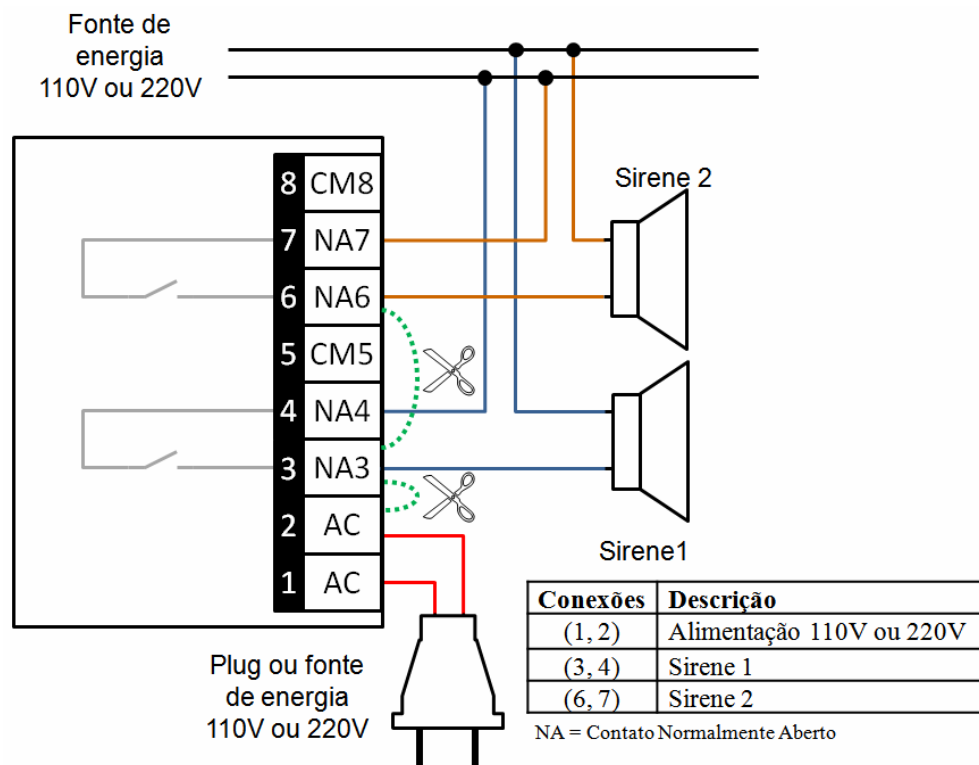 Fonte de
energia
110V ou 220V
8 CM8
7 NA7
6 NA6
5 CM5
4 NA4
3 NA3
2 AC
1 AC
Sirene 2
Sirene1
Plug ou fonte
de energia
110V ou 220V
Conexões Descrição
(1, 2) Alimentação 110V ou 220V
(3, 4) Sirene 1
(6, 7) Sirene 2
NA = Contato Normalmente Aberto